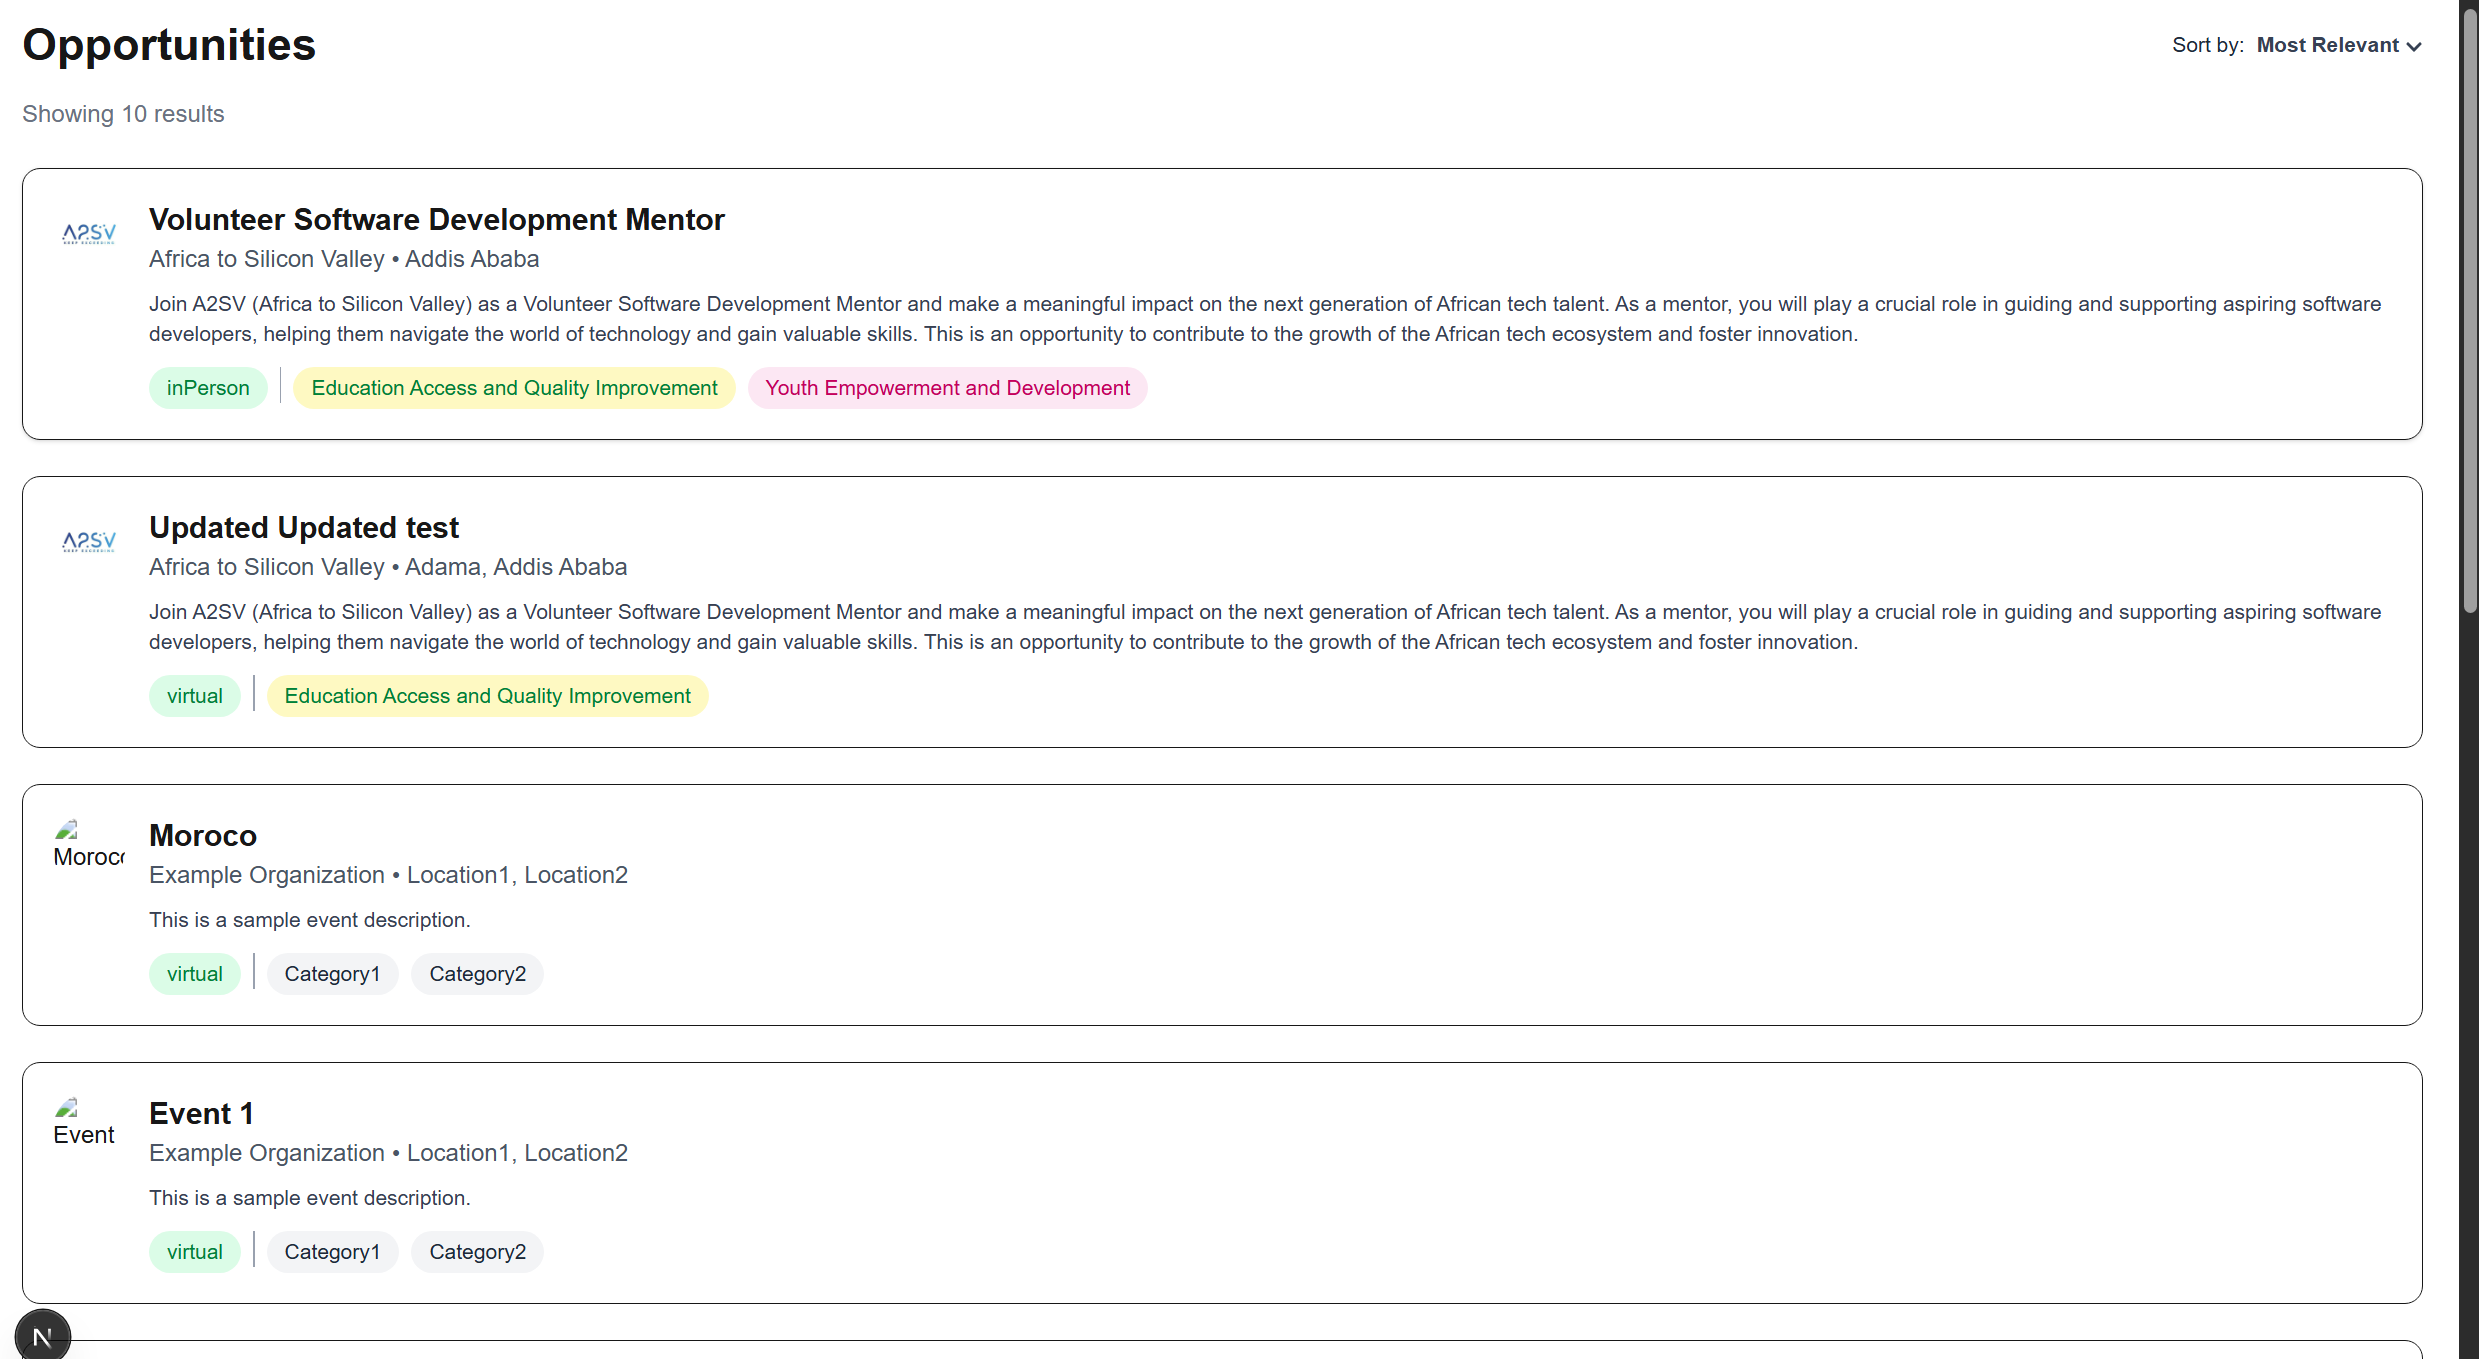 Opportunities
Sort by: Most Relevant
Showing 10 results
A2SV
Volunteer Software Development Mentor
Africa to Silicon Valley • Addis Ababa
Join A2SV (Africa to Silicon Valley) as a Volunteer Software Development Mentor and make a meaningful impact on the next generation of African tech talent. As a mentor, you will play a crucial role in guiding and supporting aspiring software
developers, helping them navigate the world of technology and gain valuable skills. This is an opportunity to contribute to the growth of the African tech ecosystem and foster innovation.
inPerson Education Access and Quality Improvement Youth Empowerment and Development
A2SV
Updated Updated test
Africa to Silicon Valley • Adama, Addis Ababa
Join A2SV (Africa to Silicon Valley) as a Volunteer Software Development Mentor and make a meaningful impact on the next generation of African tech talent. As a mentor, you will play a crucial role in guiding and supporting aspiring software
developers, helping them navigate the world of technology and gain valuable skills. This is an opportunity to contribute to the growth of the African tech ecosystem and foster innovation.
virtual Education Access and Quality Improvement
Moroco
Moroco
Example Organization • Location1, Location2
This is a sample event description.
virtual Category1 Category2
Event
Event 1
Example Organization • Location1, Location2
This is a sample event description.
virtual Category1 Category2
N